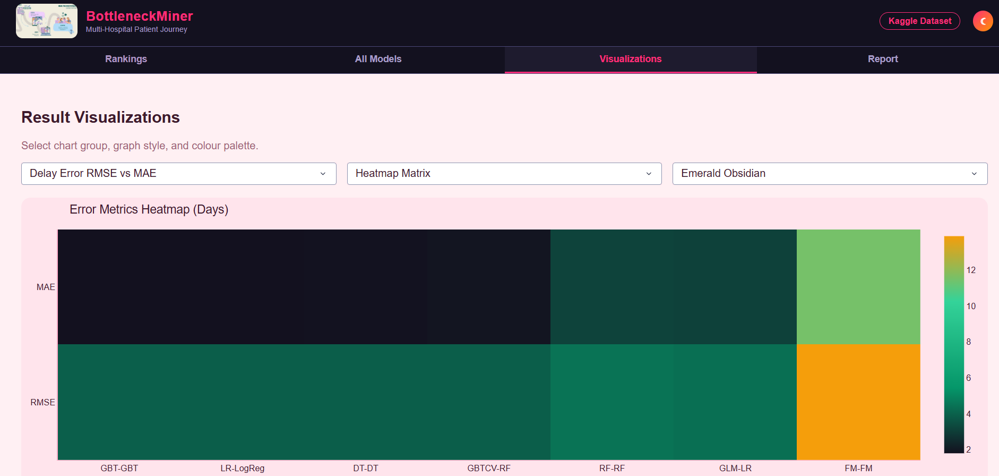 BottleneckMiner
Multi-Hospital Patient Journey
Kaggle Dataset
Rankings
All Models
Visualizations
Report
Result Visualizations
Select chart group, graph style, and colour palette.
Delay Error RMSE vs MAE
Heatmap Matrix
Emerald Obsidian
Error Metrics Heatmap (Days)
MAE
RMSE
12
10
8
6
4
2
GBT-GBT
LR-LogReg
DT-DT
GBTCV-RF
RF-RF
GLM-LR
FM-FM